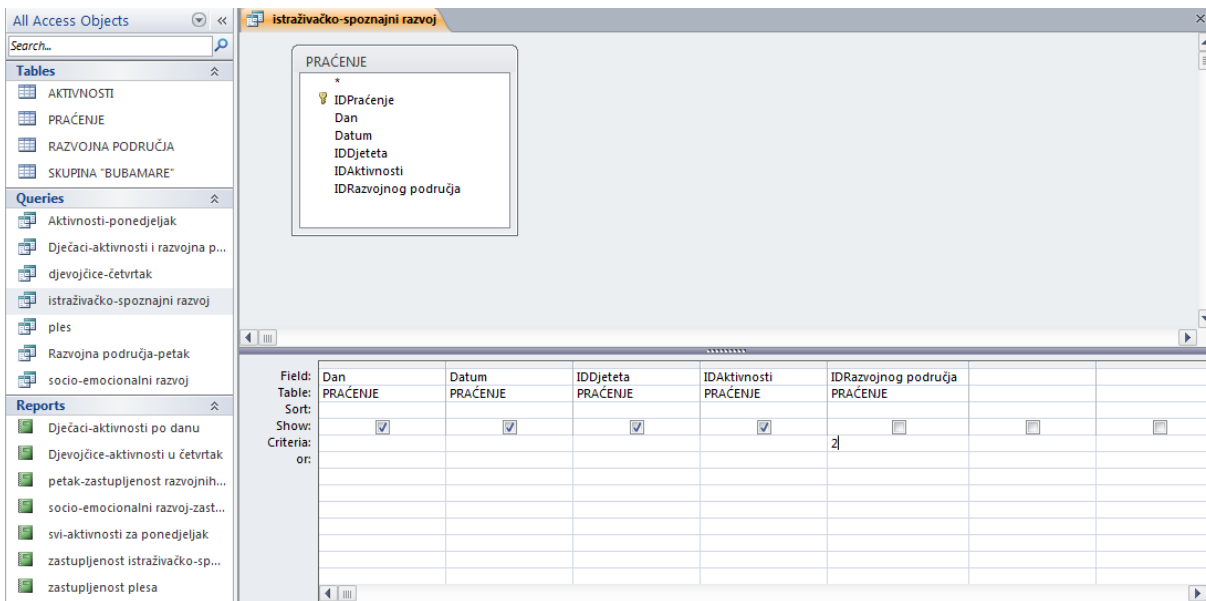 All Access Objects
Search...
Tables
AKTIVNOSTI
PRAĆENJE
RAZVOJNA PODRUČJA
SKUPINA "BUBAMARE"
Queries
Aktivnosti-ponedjeljak
Dječaci-aktivnosti i razvojna p...
djevojčice-četvrtak
istraživačko-spoznajni razvoj
ples
Razvojna područja-petak
socio-emocionalni razvoj
Reports
Dječaci-aktivnosti po danu
Djevojčice-aktivnosti u četvrtak
petak-zastupljenost razvojnih...
socio-emocionalni razvoj-zast...
svi-aktivnosti za ponedjeljak
zastupljenost istraživačko-sp...
zastupljenost plesa
istraživačko-spoznajni razvoj
PRAĆENJE
*
IDPraćenje
Dan
Datum
IDDjeteta
IDAktivnosti
IDRazvojnog područja
Field: Dan Datum IDDjeteta IDAktivnosti IDRazvojnog područja
Table: PRAĆENJE PRAĆENJE PRAĆENJE PRAĆENJE PRAĆENJE
Sort:
Show:
Criteria: 2
or: